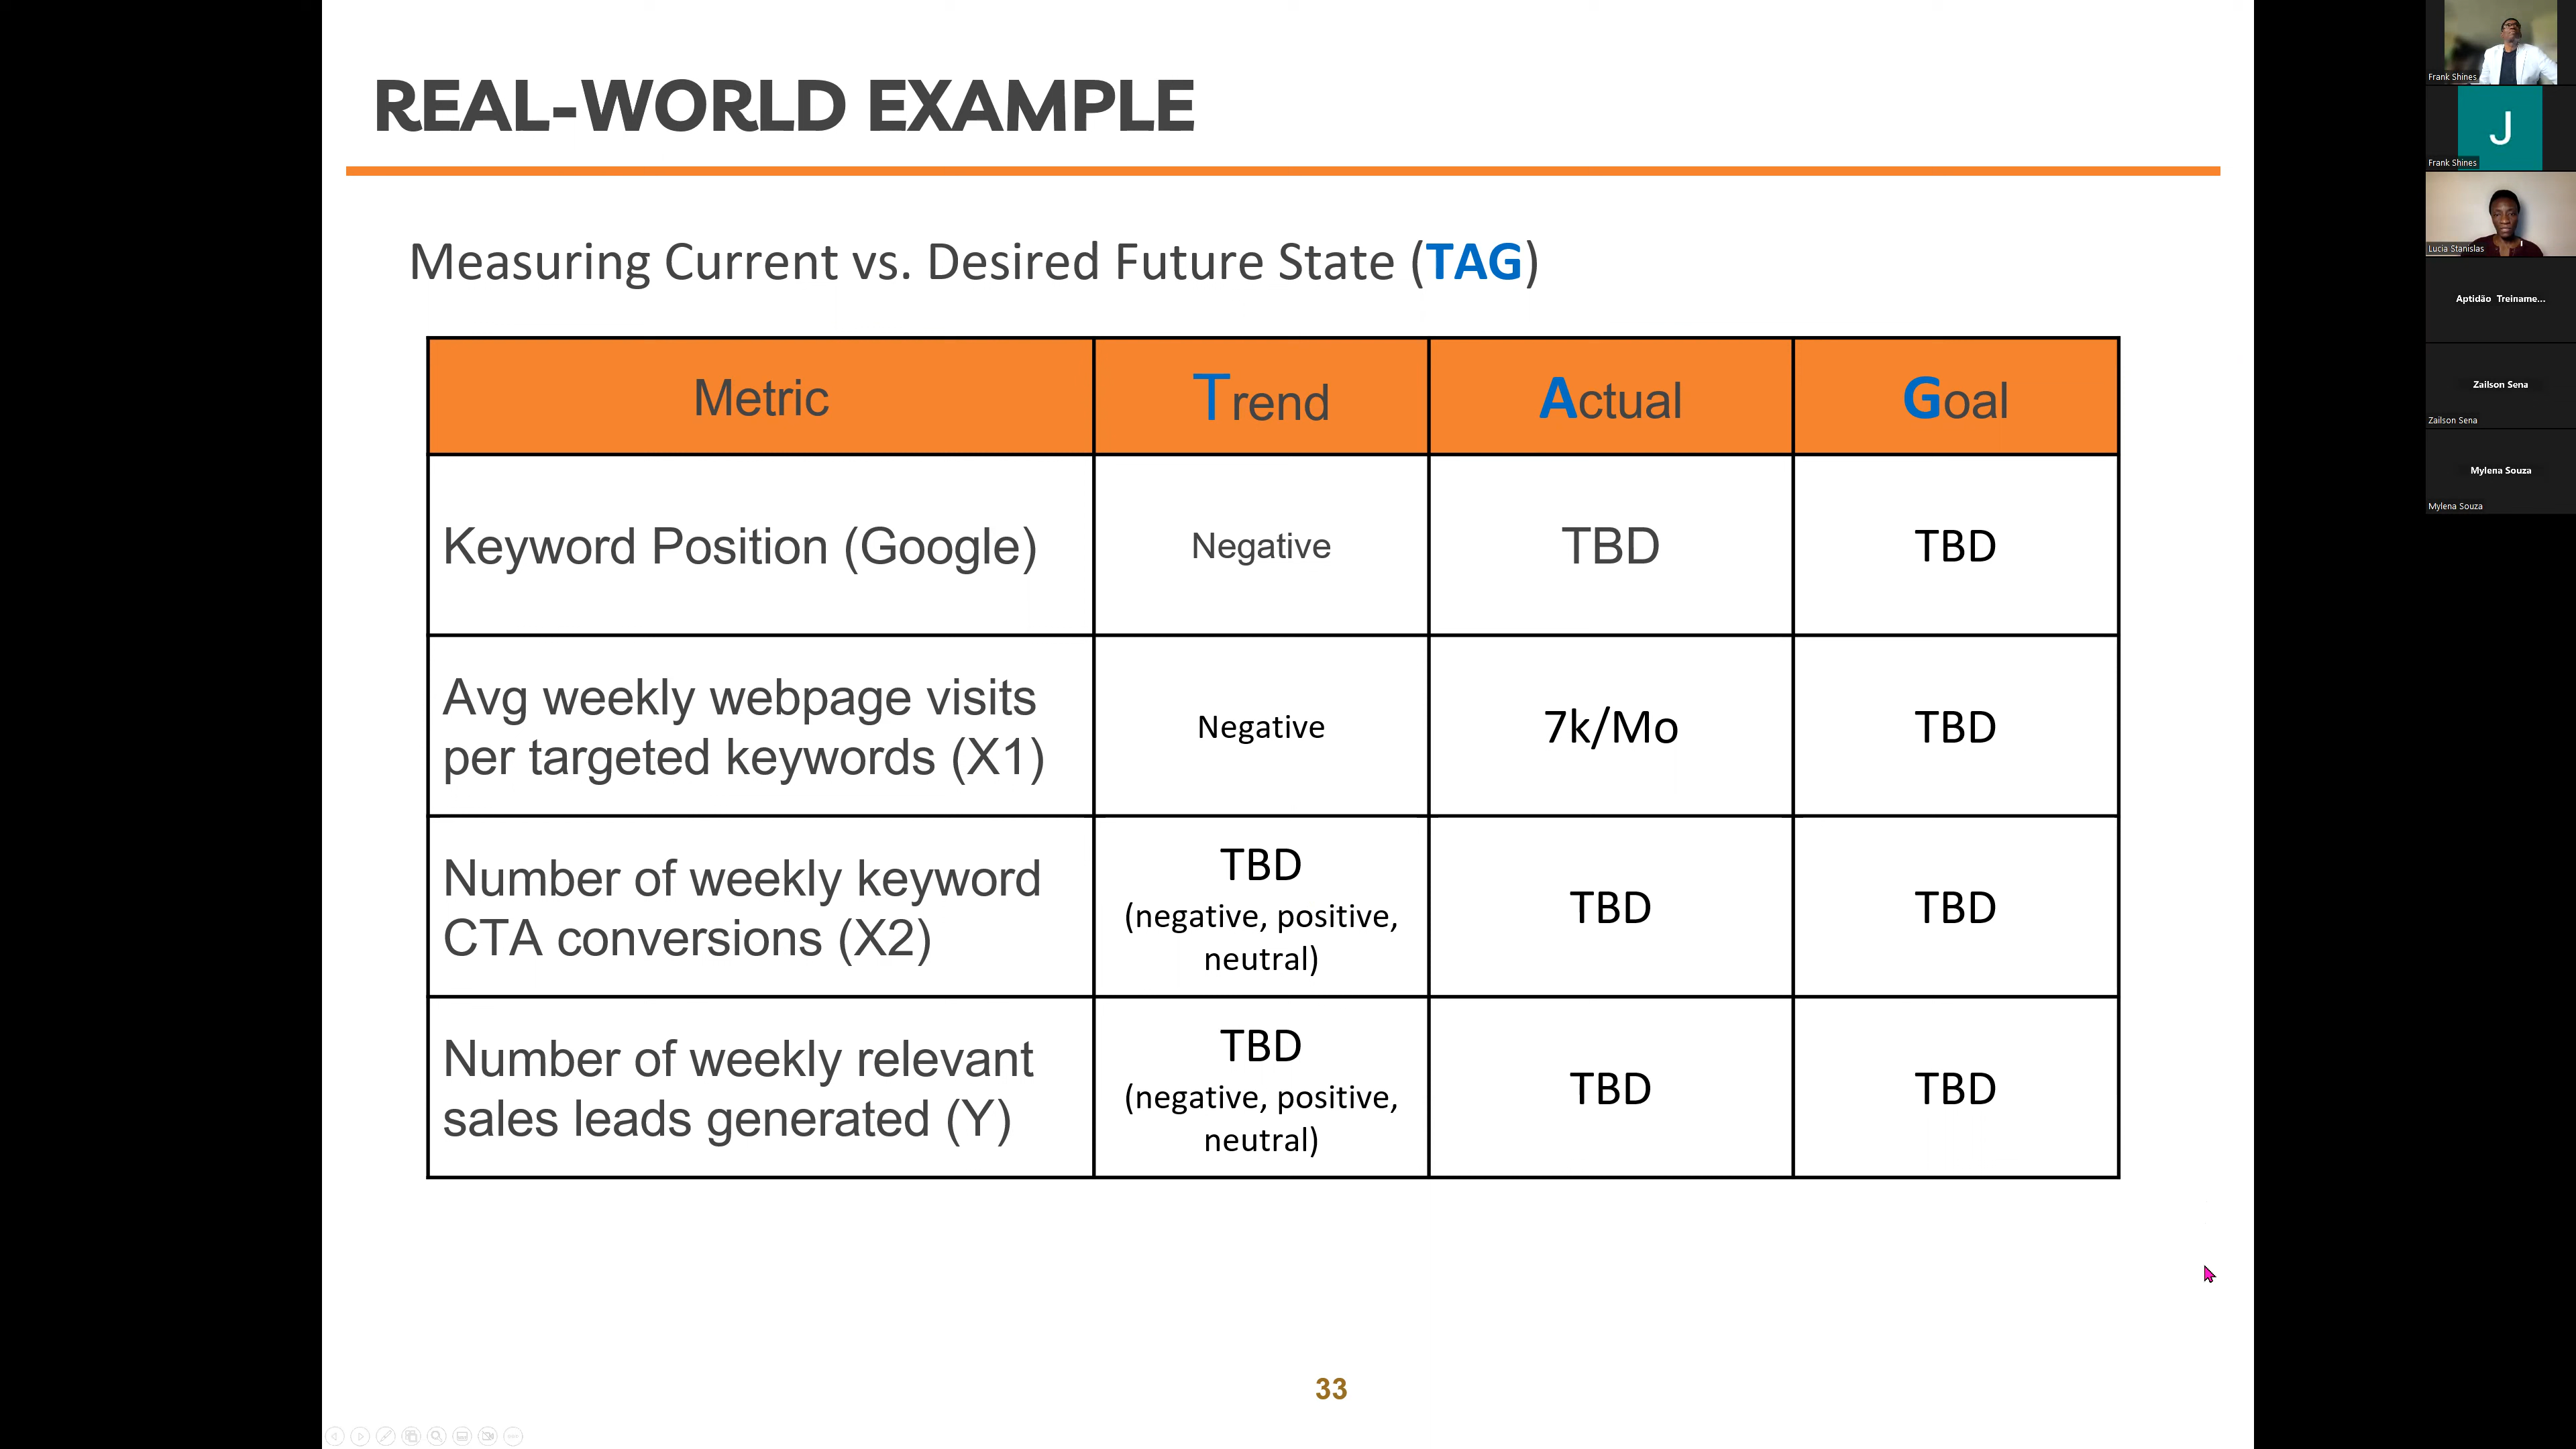 REAL-WORLD EXAMPLE
Measuring Current vs. Desired Future State (TAG)
Metric
Trend
Actual
Goal
Keyword Position (Google)
Negative
TBD
TBD
Avg weekly webpage visits
per targeted keywords (X1)
Negative
7k/Mo
TBD
Number of weekly keyword
CTA conversions (X2)
TBD
(negative, positive,
neutral)
TBD
TBD
Number of weekly relevant
sales leads generated (Y)
TBD
(negative, positive,
neutral)
TBD
TBD
33
Frank Shines
J
Frank Shines
Lucia Stanislas
Aptidão Treiname...
Zailson Sena
Zailson Sena
Mylena Souza
Mylena Souza